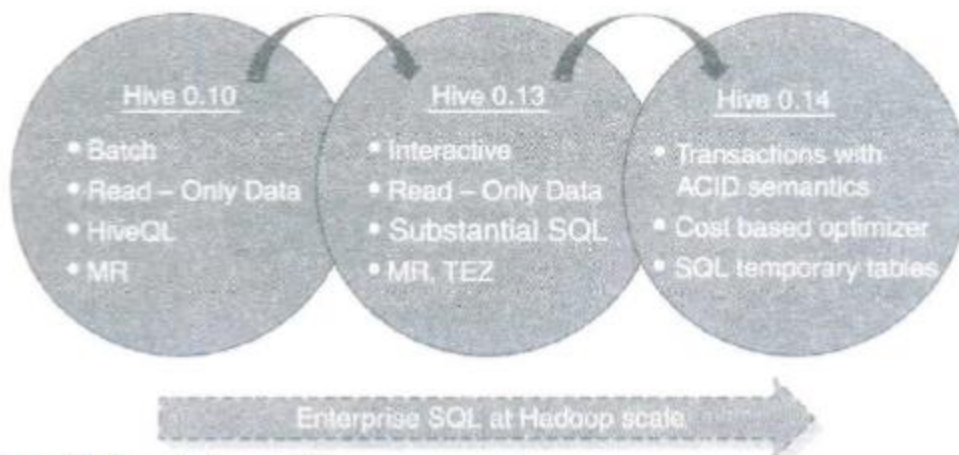 Hive 0.10
• Batch
• Read – Only Data
• HiveQL
• MR
Hive 0.13
• Interactive
• Read – Only Data
• Substantial SQL
• MR, TEZ
Hive 0.14
• Transactions with
ACID semantics
• Cost based optimizer
• SQL temporary tables
Enterprise SQL at Hadoop scale